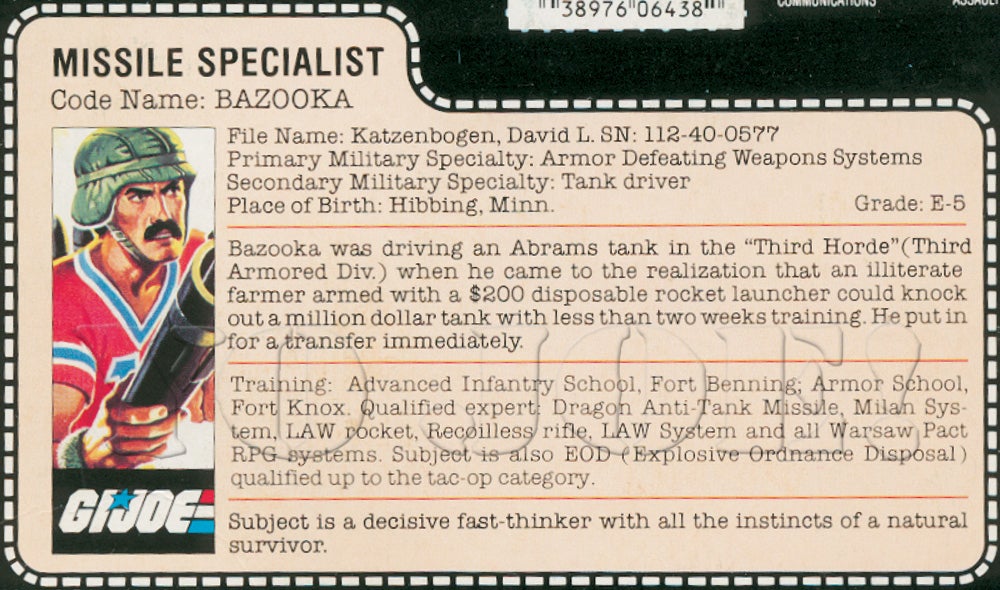 38976 06438
COMMUNICATIONS
ASSAULT
MISSILE SPECIALIST
Code Name: BAZOOKA
File Name: Katzenbogen, David L. SN: 112-40-0577
Primary Military Specialty: Armor Defeating Weapons Systems
Secondary Military Specialty: Tank driver
Place of Birth: Hibbing, Minn. Grade: E-5
Bazooka was driving an Abrams tank in the “Third Horde”(Third
Armored Div.) when he came to the realization that an illiterate
farmer armed with a $200 disposable rocket launcher could knock
out a million dollar tank with less than two weeks training. He put in
for a transfer immediately.
Training: Advanced Infantry School, Fort Benning; Armor School,
Fort Knox. Qualified expert: Dragon Anti-Tank Missile, Milan Sys-
tem, LAW rocket, Recoilless rifle, LAW System and all Warsaw Pact
RPG systems. Subject is also EOD (Explosive Ordnance Disposal)
qualified up to the tac-op category.
YO JOE!
GIJOE
Subject is a decisive fast-thinker with all the instincts of a natural
survivor.